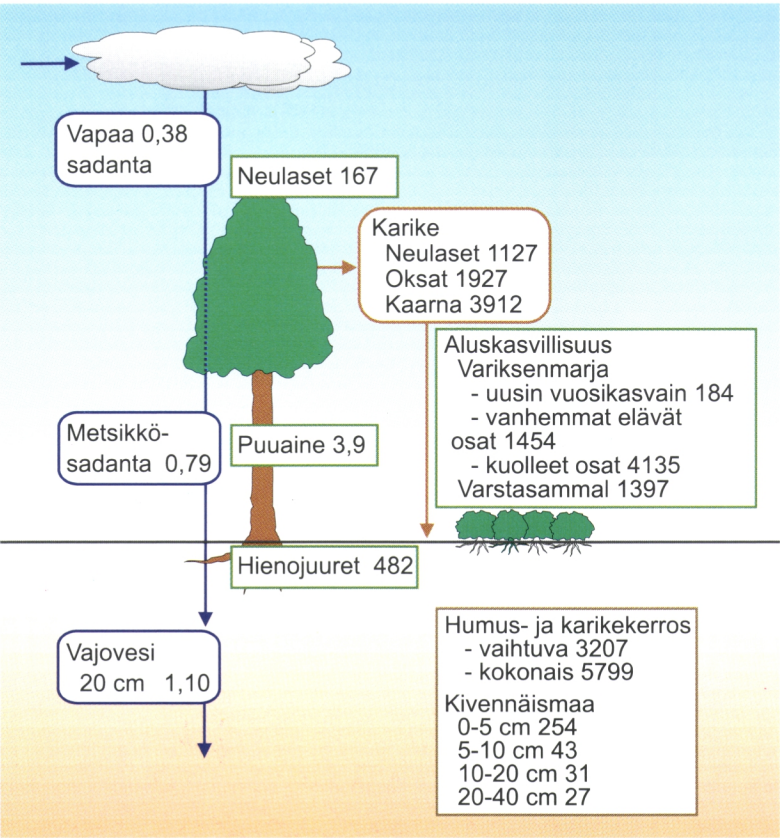 Vapaa 0,38
sadanta
Neulaset 167
Karike
Neulaset 1127
Oksat 1927
Kaarna 3912
Aluskasvillisuus
Variksenmarja
- uusin vuosikasvain 184
- vanhemmat elävät
osat 1454
- kuolleet osat 4135
Varstasammal 1397
Metsikkö-
sadanta 0,79
Puuaine 3,9
Hienojuuret 482
Vajovesi
20 cm 1,10
Humus- ja karikekerros
- vaihtuva 3207
- kokonais 5799
Kivennäismaa
0-5 cm 254
5-10 cm 43
10-20 cm 31
20-40 cm 27